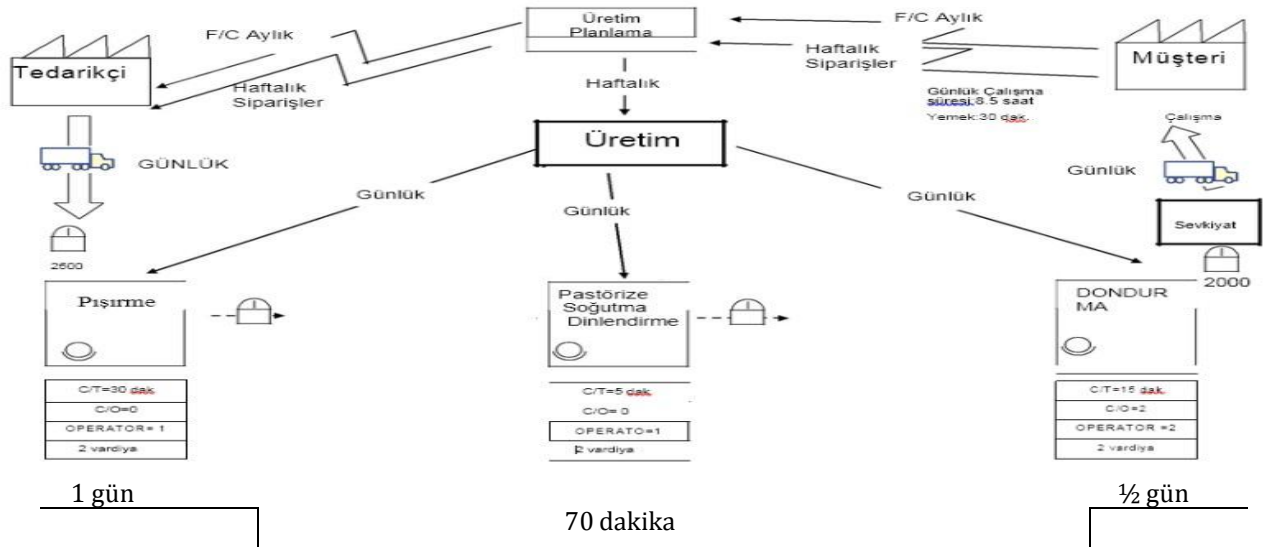 F/C Aylık
Üretim
Planlama
F/C Aylık
Tedarikçi
Haftalık
Siparişler
Haftalık
Haftalık
Siparişler
Müşteri
Günlük Çalışma
süresi:8.5 saat
Yemek:30 dak.
Üretim
Çalışma
GÜNLÜK
Günlük
Günlük
Günlük
Günlük
Sevkiyat
2600
2000
Pışırme
Pastörize
Soğutma
Dinlendirme
DONDUR
MA
C/T=30 dak.
C/O=0
OPERATOR= 1
2 vardiya
C/T=5 dak.
C/O= 0
OPERATO=1
2 vardiya
C/T=15 dak.
C/O=2
OPERATOR =2
2 vardiya
1 gün
70 dakika
½ gün